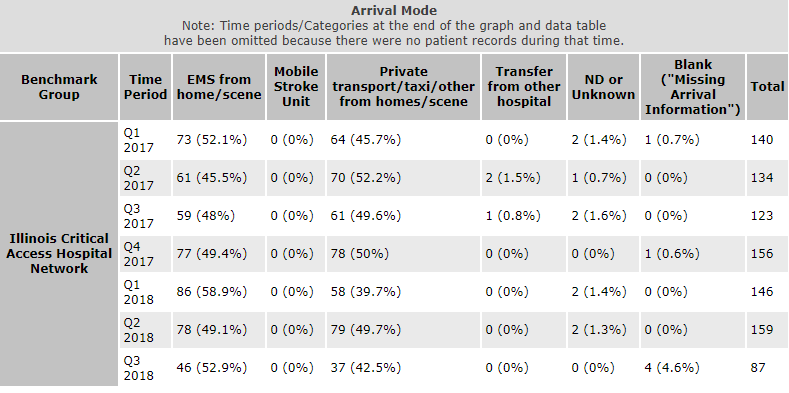 Arrival Mode
Note: Time periods/Categories at the end of the graph and data table
have been omitted because there were no patient records during that time.
Benchmark Group Time Period EMS from home/scene Mobile Stroke Unit Private transport/taxi/other from homes/scene Transfer from other hospital ND or Unknown Blank ("Missing Arrival Information") Total
Illinois Critical Access Hospital Network
Q1 2017 73 (52.1%) 0 (0%) 64 (45.7%) 0 (0%) 2 (1.4%) 1 (0.7%) 140
Q2 2017 61 (45.5%) 0 (0%) 70 (52.2%) 2 (1.5%) 1 (0.7%) 0 (0%) 134
Q3 2017 59 (48%) 0 (0%) 61 (49.6%) 1 (0.8%) 2 (1.6%) 0 (0%) 123
Q4 2017 77 (49.4%) 0 (0%) 78 (50%) 0 (0%) 0 (0%) 1 (0.6%) 156
Q1 2018 86 (58.9%) 0 (0%) 58 (39.7%) 0 (0%) 2 (1.4%) 0 (0%) 146
Q2 2018 78 (49.1%) 0 (0%) 79 (49.7%) 0 (0%) 2 (1.3%) 0 (0%) 159
Q3 2018 46 (52.9%) 0 (0%) 37 (42.5%) 0 (0%) 0 (0%) 4 (4.6%) 87